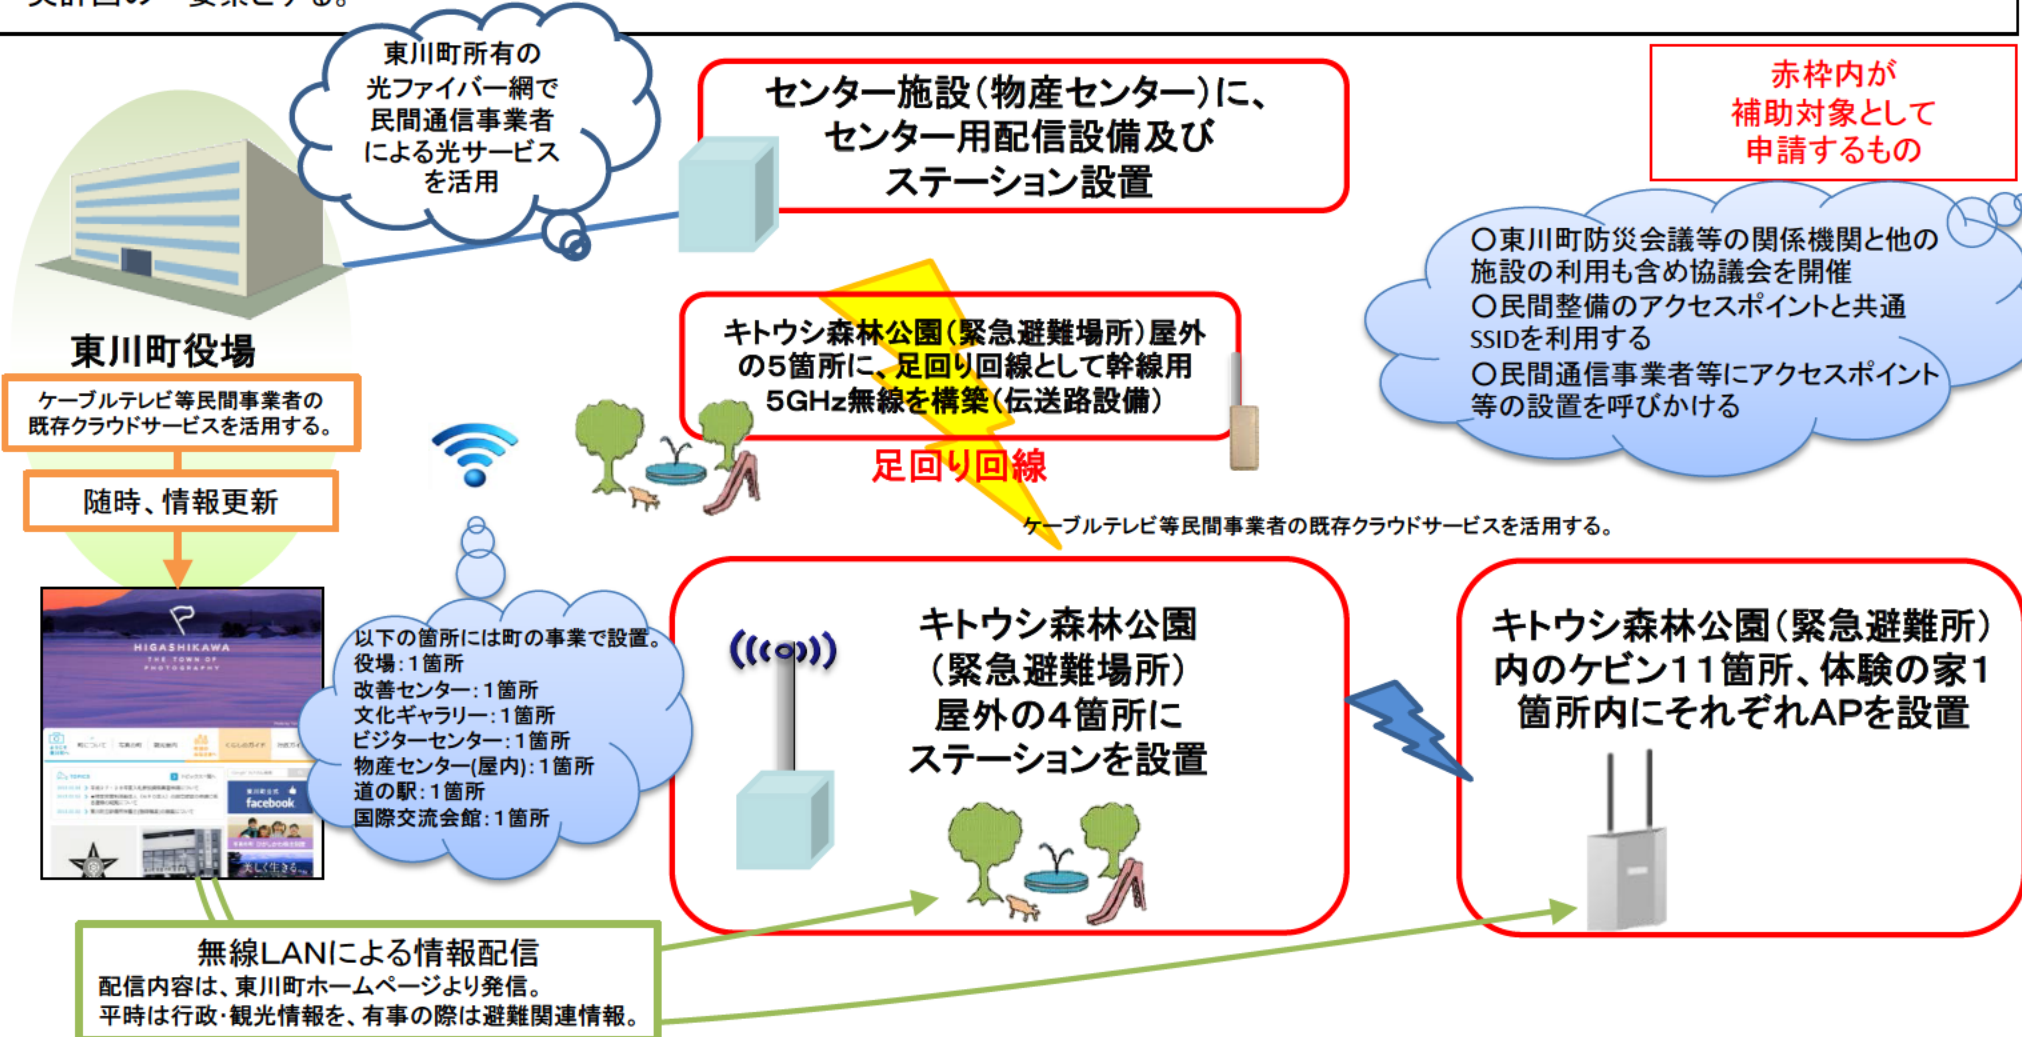 東川町所有の
光ファイバー網で
民間通信事業者
による光サービス
を活用
センター施設(物産センター)に、
センター用配信設備及び
ステーション設置
赤枠内が
補助対象として
申請するもの
〇東川町防災会議等の関係機関と他の
施設の利用も含め協議会を開催
〇民間整備のアクセスポイントと共通
SSIDを利用する
〇民間通信事業者等にアクセスポイント
等の設置を呼びかける
キトウシ森林公園(緊急避難場所)屋外
の5箇所に、足回り回線として幹線用
5GHz無線を構築(伝送路設備)
足回り回線
東川町役場
ケーブルテレビ等民間事業者の
既存クラウドサービスを活用する。
随時、情報更新
ケーブルテレビ等民間事業者の既存クラウドサービスを活用する。
HIGASHIKAWA
THE TOWN OF
PHOTOGRAPHY
TOPICS
facebook
美しく生きる。
以下の箇所には町の事業で設置。
役場:1箇所
改善センター:1箇所
文化ギャラリー:1箇所
ビジターセンター:1箇所
物産センター(屋内):1箇所
道の駅:1箇所
国際交流会館:1箇所
キトウシ森林公園
(緊急避難場所)
屋外の4箇所に
ステーションを設置
キトウシ森林公園(緊急避難所)
内のケビン11箇所、体験の家1
箇所内にそれぞれAPを設置
無線LANによる情報配信
配信内容は、東川町ホームページより発信。
平時は行政・観光情報を、有事の際は避難関連情報。